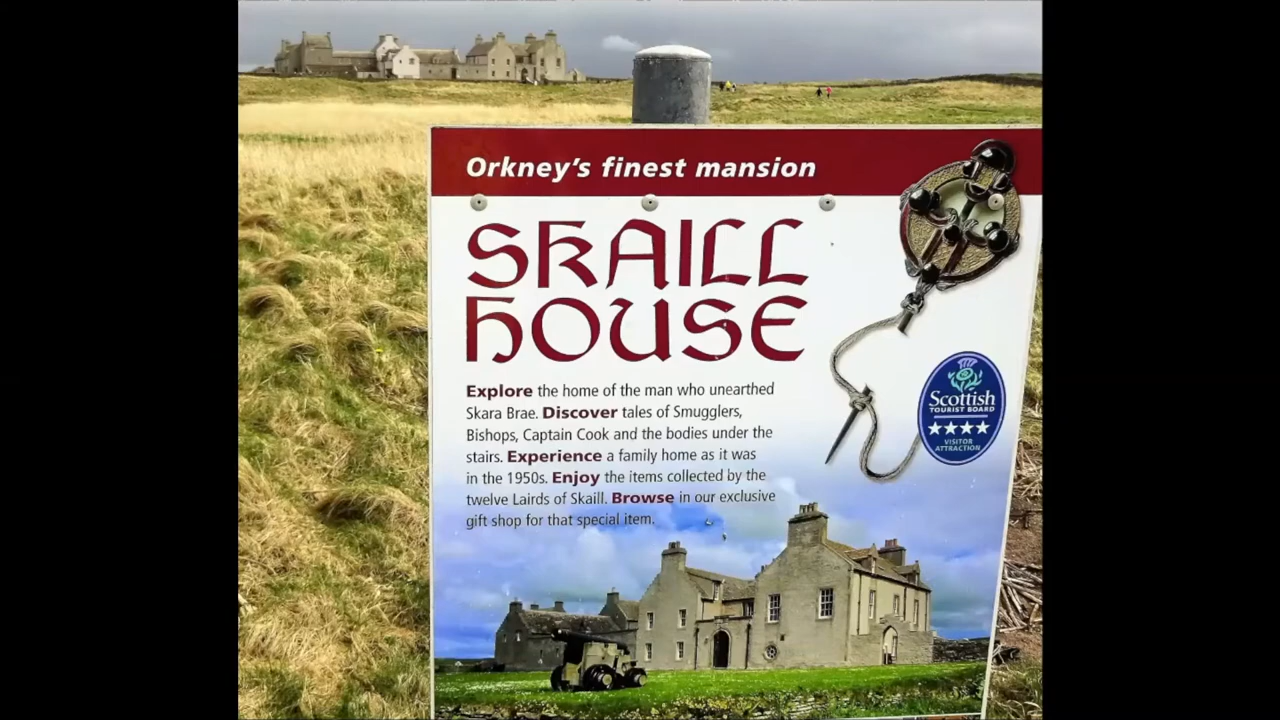 Orkney's finest mansion
SKAILL
HOUSE
Explore the home of the man who unearthed
Skara Brae. Discover tales of Smugglers,
Bishops, Captain Cook and the bodies under the
stairs. Experience a family home as it was
in the 1950s. Enjoy the items collected by the
twelve Lairds of Skaill. Browse in our exclusive
gift shop for that special item.
Scottish
TOURIST BOARD
★★★★
VISITOR
ATTRACTION